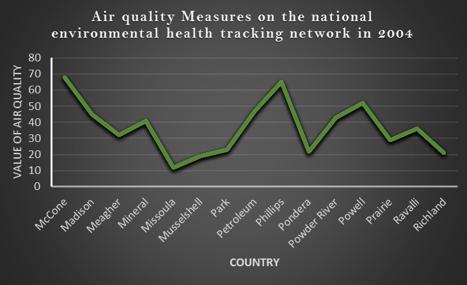 Air quality Measures on the national
environmental health tracking network in 2004
VALUE OF AIR QUALITY
80
70
60
50
40
30
20
10
0
McCone
Madison
Meagher
Mineral
Missoula
Musselshell
Park
Petroleum
Phillips
Pondera
Powder River
Powell
Prairie
Ravalli
Richland
COUNTRY